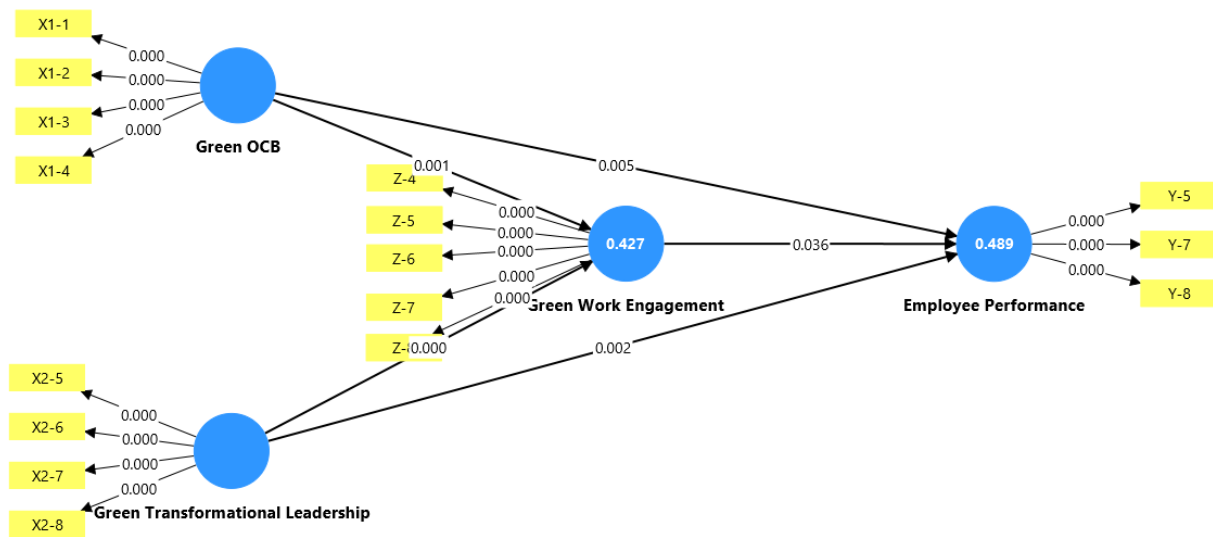 X1-1
0.000
X1-2
0.000
X1-3
0.000
X1-4
0.000
Green OCB
0.001
0.005
Z-4
0.000
Z-5
0.000
Z-6
0.000
Z-7
0.000
0.000
0.000
0.427
Green Work Engagement
0.036
0.489
Employee Performance
Y-5
0.000
Y-7
0.000
Y-8
0.000
0.002
X2-5
0.000
X2-6
0.000
X2-7
0.000
X2-8
0.000
Green Transformational Leadership